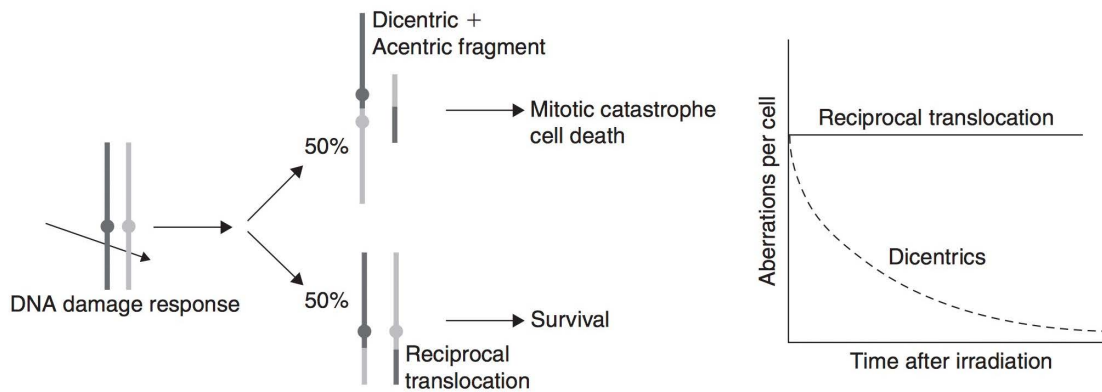 Dicentric +
Acentric fragment
Mitotic catastrophe
cell death
50%
DNA damage response
50%
Survival
Reciprocal
translocation
Aberrations per cell
Reciprocal translocation
Dicentrics
Time after irradiation